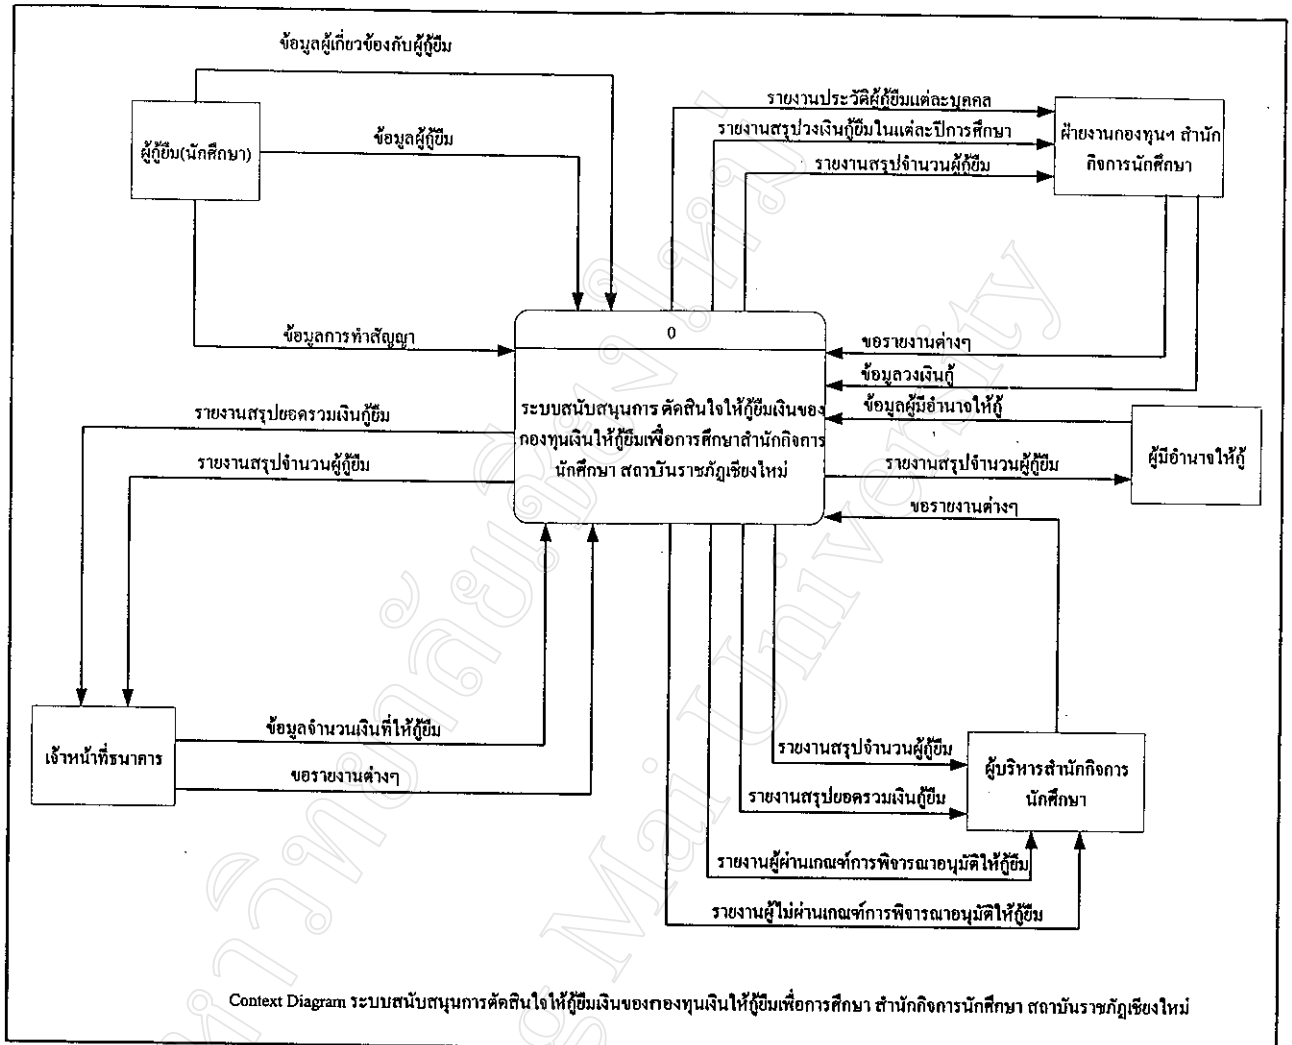 ข้อมูลผู้เกี่ยวข้องกับผู้กู้ยืม
ผู้กู้ยืม(นักศึกษา)
ข้อมูลผู้กู้ยืม
ข้อมูลการทำสัญญา
รายงานประวัติผู้กู้ยืมแต่ละบุคคล
รายงานสรุปวงเงินกู้ยืมในแต่ละปีการศึกษา
รายงานสรุปจำนวนผู้กู้ยืม
ฝ่ายงานกองทุนฯ สำนัก
กิจการนักศึกษา
0
ระบบสนับสนุนการ ตัดสินใจให้กู้ยืมเงินของ
กองทุนเงินให้กู้ยืมเพื่อการศึกษาสำนักกิจการ
นักศึกษา สถาบันราชภัฏเชียงใหม่
ขอรายงานต่างๆ
ข้อมูลวงเงินกู้
ข้อมูลผู้มีอำนาจให้กู้
รายงานสรุปจำนวนผู้กู้ยืม
ผู้มีอำนาจให้กู้
ขอรายงานต่างๆ
รายงานสรุปยอดรวมเงินกู้ยืม
รายงานสรุปจำนวนผู้กู้ยืม
เจ้าหน้าที่ธนาคาร
ข้อมูลจำนวนเงินที่ให้กู้ยืม
ขอรายงานต่างๆ
รายงานสรุปจำนวนผู้กู้ยืม
รายงานสรุปยอดรวมเงินกู้ยืม
ผู้บริหารสำนักกิจการ
นักศึกษา
รายงานผู้ผ่านเกณฑ์การพิจารณาอนุมัติให้กู้ยืม
รายงานผู้ไม่ผ่านเกณฑ์การพิจารณาอนุมัติให้กู้ยืม
Context Diagram ระบบสนับสนุนการตัดสินใจให้กู้ยืมเงินของกองทุนเงินให้กู้ยืมเพื่อการศึกษา สำนักกิจการนักศึกษา สถาบันราชภัฏเชียงใหม่
Mai University